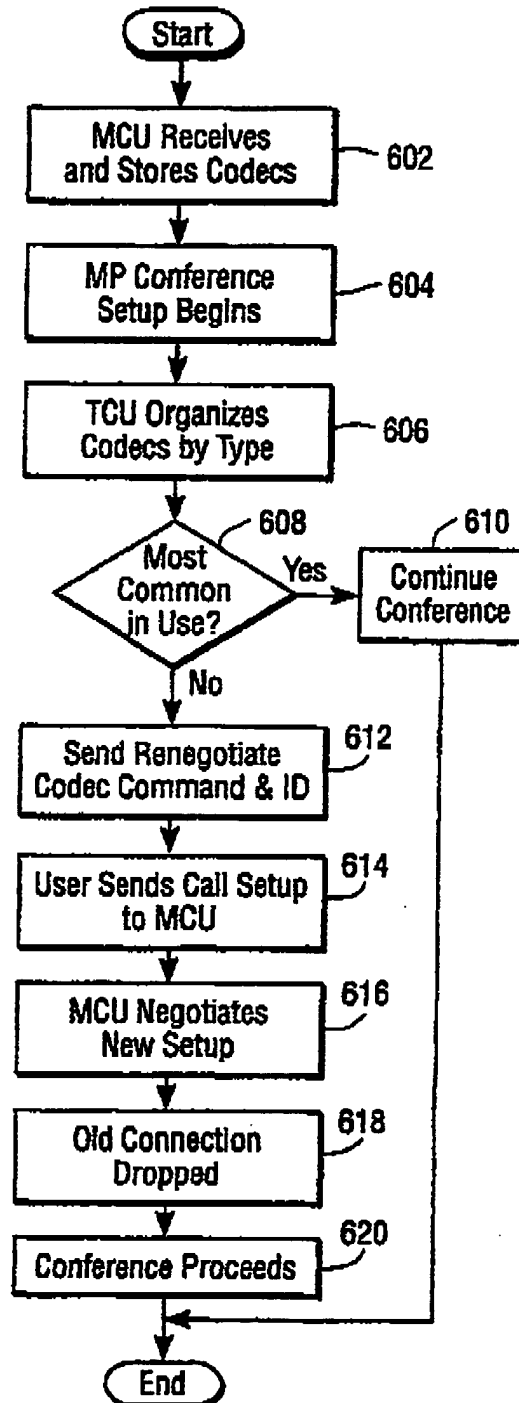 Start
MCU Receives
and Stores Codecs
602
MP Conference
Setup Begins
604
TCU Organizes
Codecs by Type
606
608
Most
Common
in Use?
Yes
610
Continue
Conference
No
Send Renegotiate
Codec Command & ID
612
User Sends Call Setup
to MCU
614
MCU Negotiates
New Setup
616
Old Connection
Dropped
618
Conference Proceeds
620
End